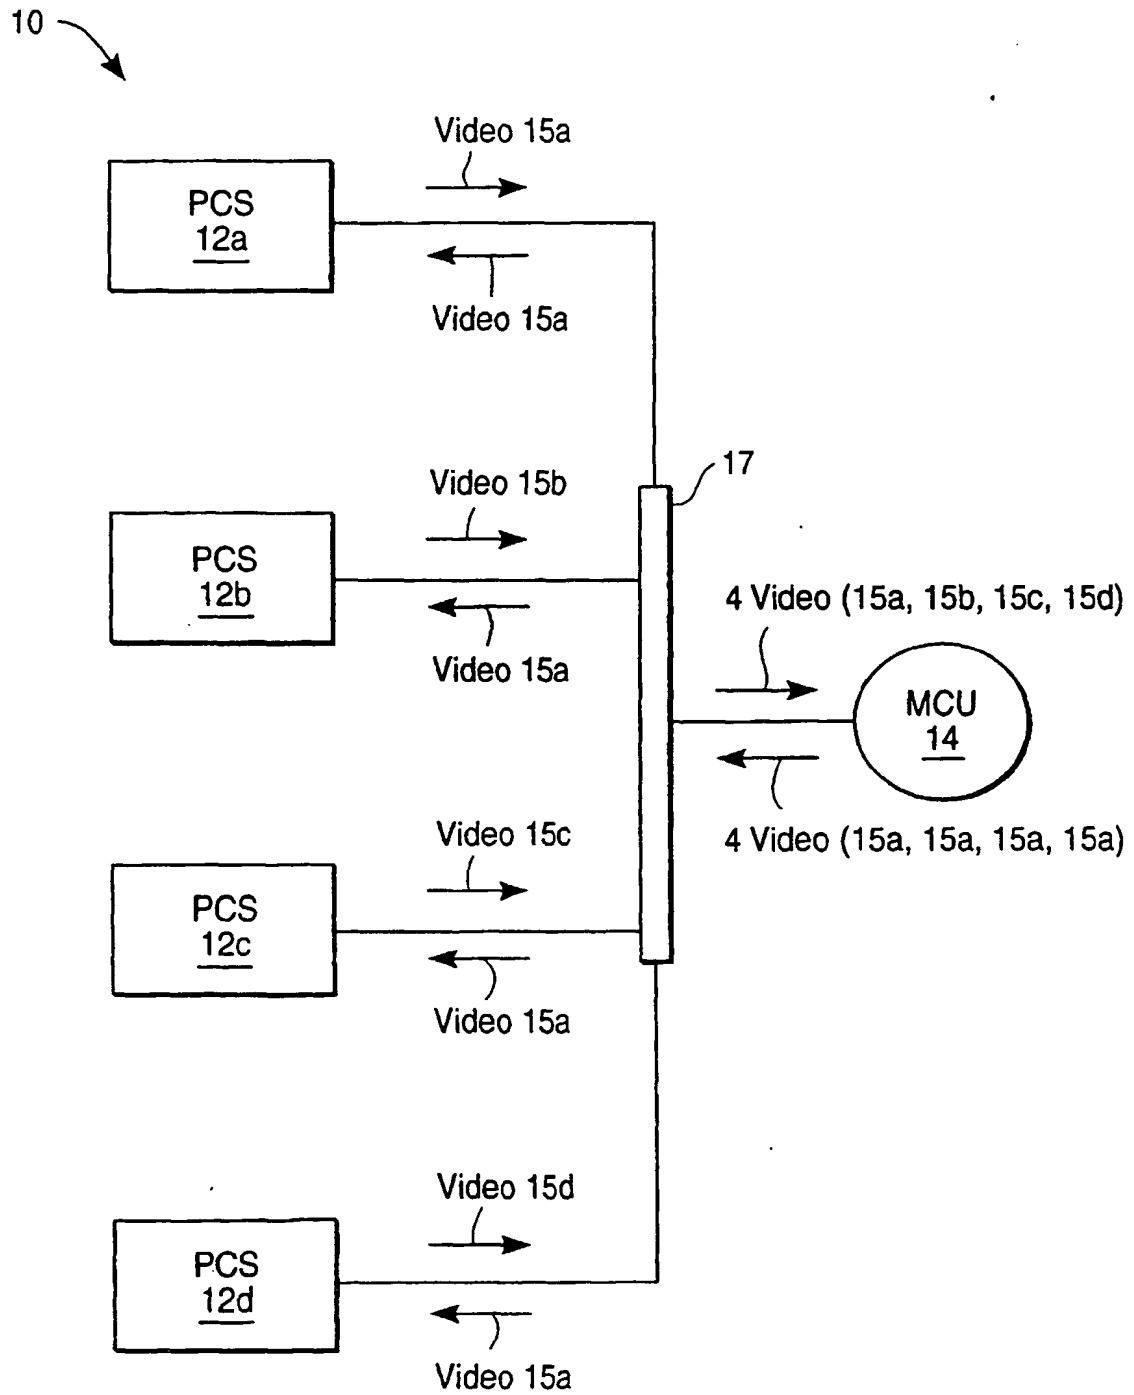 10
Video 15a
PCS
12a
Video 15a
17
Video 15b
PCS
12b
Video 15a
4 Video (15a, 15b, 15c, 15d)
MCU
14
4 Video (15a, 15a, 15a, 15a)
Video 15c
PCS
12c
Video 15a
Video 15d
PCS
12d
Video 15a